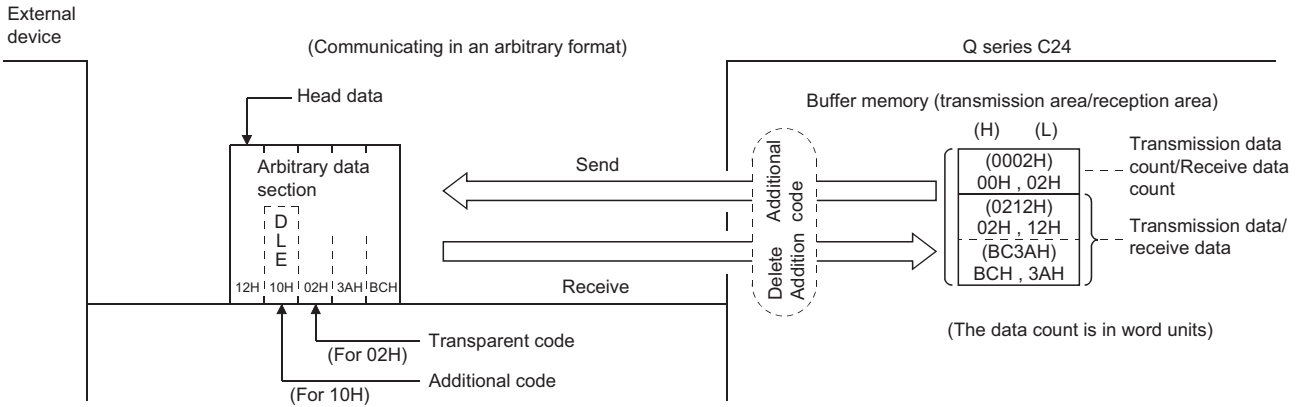 External
device
(Communicating in an arbitrary format)
Q series C24
Head data
Arbitrary data
section
D
L
E
12H 10H 02H 3AH BCH
Send
Receive
Additional
code
Delete
Addition code
Buffer memory (transmission area/reception area)
(H) (L)
(0002H)
00H , 02H
(0212H)
02H , 12H
(BC3AH)
BCH , 3AH
Transmission data
count/Receive data
count
Transmission data/
receive data
(The data count is in word units)
Transparent code
(For 02H)
Additional code
(For 10H)